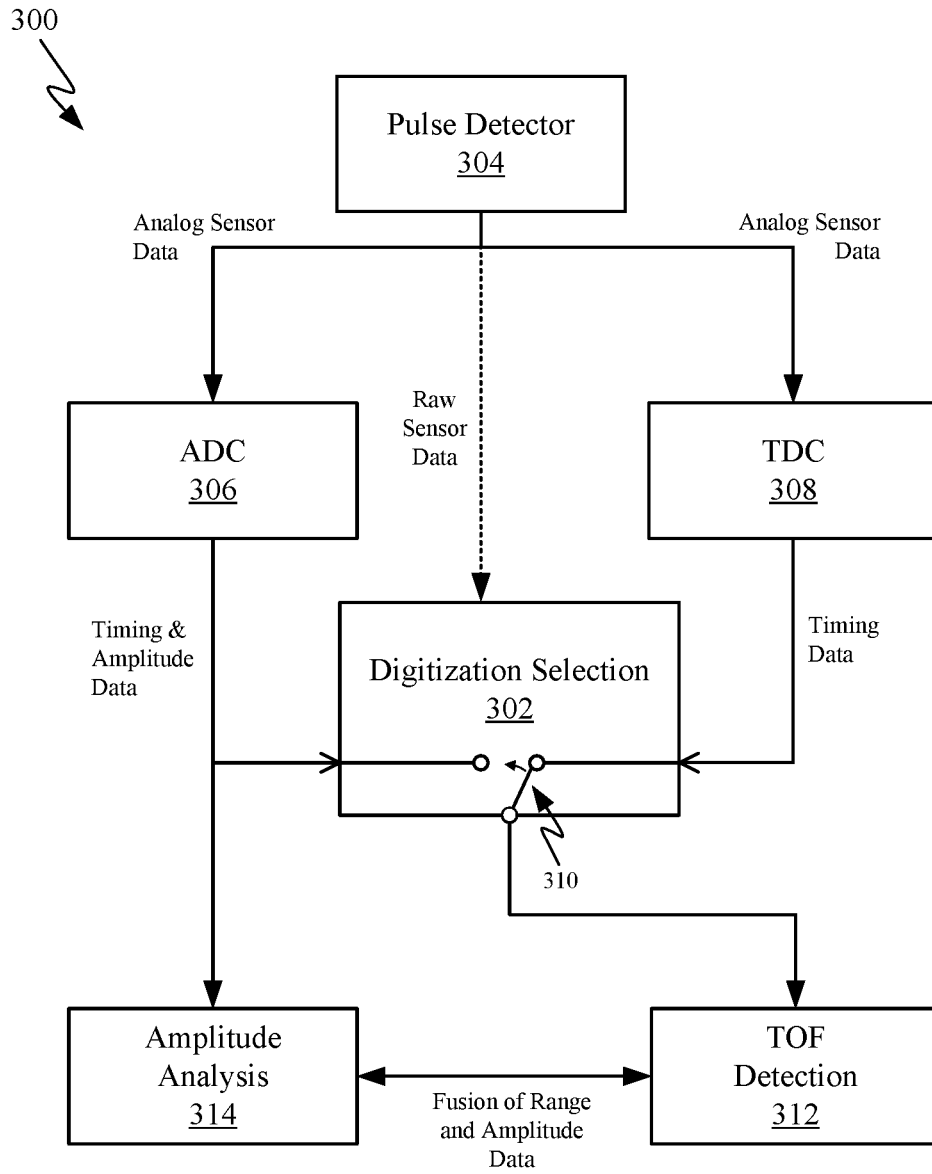 300
Pulse Detector
304
Analog Sensor
Data
Analog Sensor
Data
ADC
306
Raw
Sensor
Data
TDC
308
Timing &
Amplitude
Data
Digitization Selection
302
Timing
Data
310
Amplitude
Analysis
314
Fusion of Range
and Amplitude
Data
TOF
Detection
312